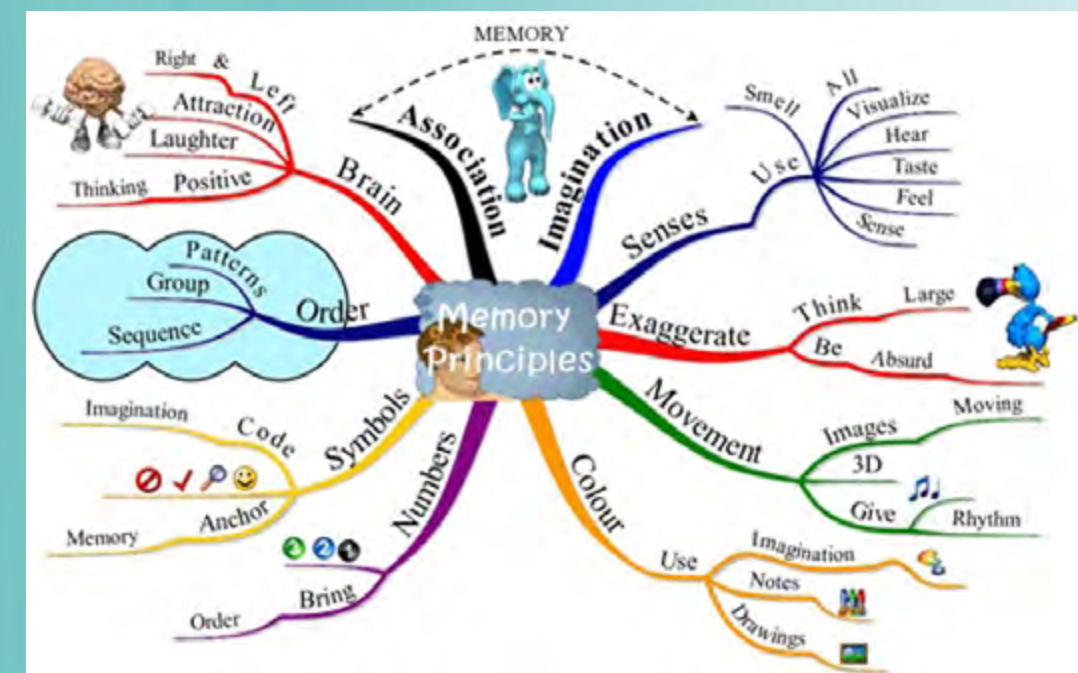 MEMORY
Association
Imagination
Memory
Principles
Senses
Use
Smell
All
Visualize
Hear
Taste
Feel
Sense
Exaggerate
Think
Large
Be
Absurd
Movement
Images
Moving
3D
Give
Rhythm
Colour
Use
Imagination
Notes
Drawings
Numbers
Bring
Order
Symbols
Code
Imagination
Anchor
Memory
Order
Patterns
Group
Sequence
Brain
Right & Left
Attraction
Laughter
Positive
Thinking